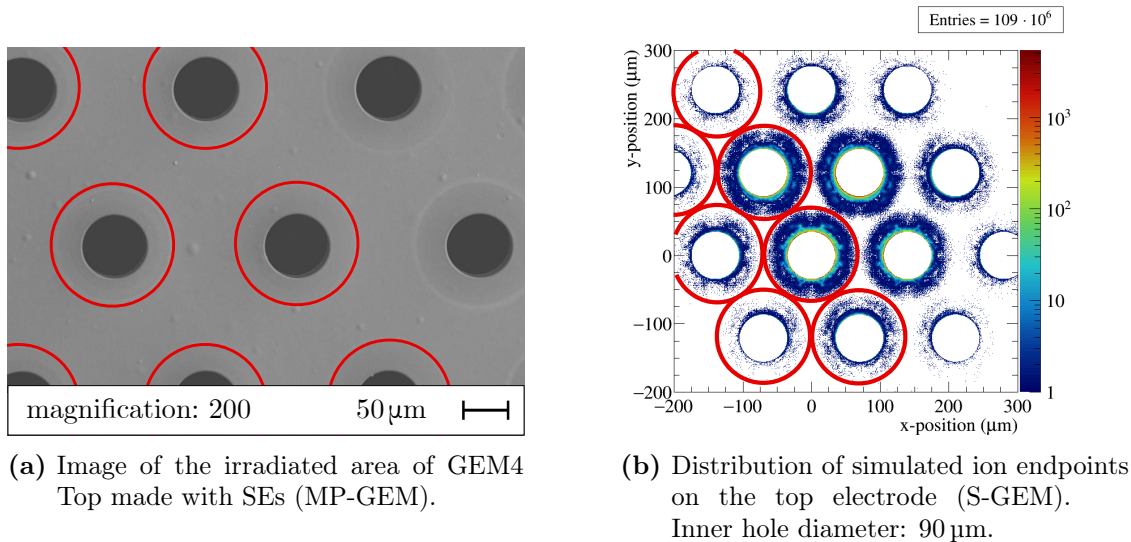 Entries = 109 · 10⁶
magnification: 200 50 µm
300
200
100
0
−100
−200
y-position (µm)
−200 −100 0 100 200 300
x-position (µm)
10³
10²
10
1
(a) Image of the irradiated area of GEM4
Top made with SEs (MP-GEM).
(b) Distribution of simulated ion endpoints
on the top electrode (S-GEM).
Inner hole diameter: 90 µm.